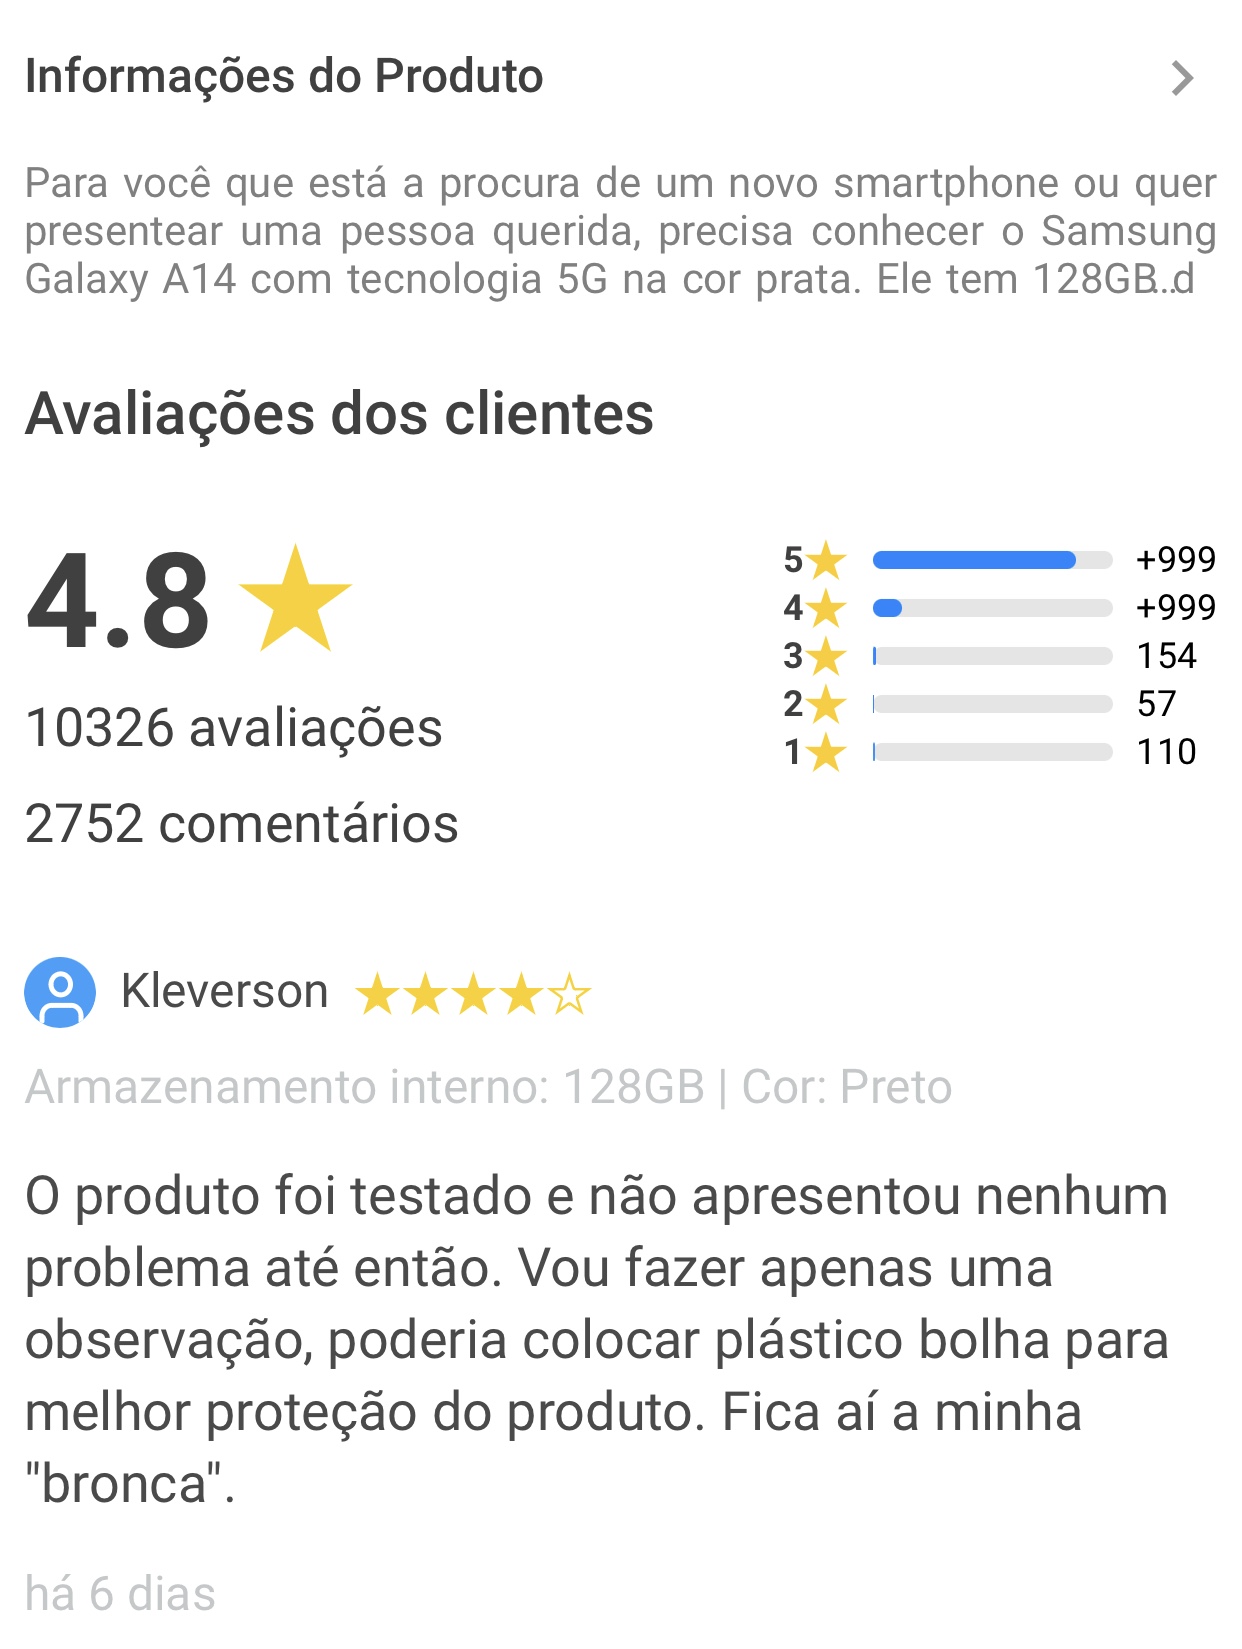 Informações do Produto
Para você que está a procura de um novo smartphone ou quer
presentear uma pessoa querida, precisa conhecer o Samsung
Galaxy A14 com tecnologia 5G na cor prata. Ele tem 128GB...d
Avaliações dos clientes
4.8
10326 avaliações
2752 comentários
5 +999
4 +999
3 154
2 57
1 110
Kleverson
Armazenamento interno: 128GB | Cor: Preto
O produto foi testado e não apresentou nenhum
problema até então. Vou fazer apenas uma
observação, poderia colocar plástico bolha para
melhor proteção do produto. Fica aí a minha
"bronca".
há 6 dias